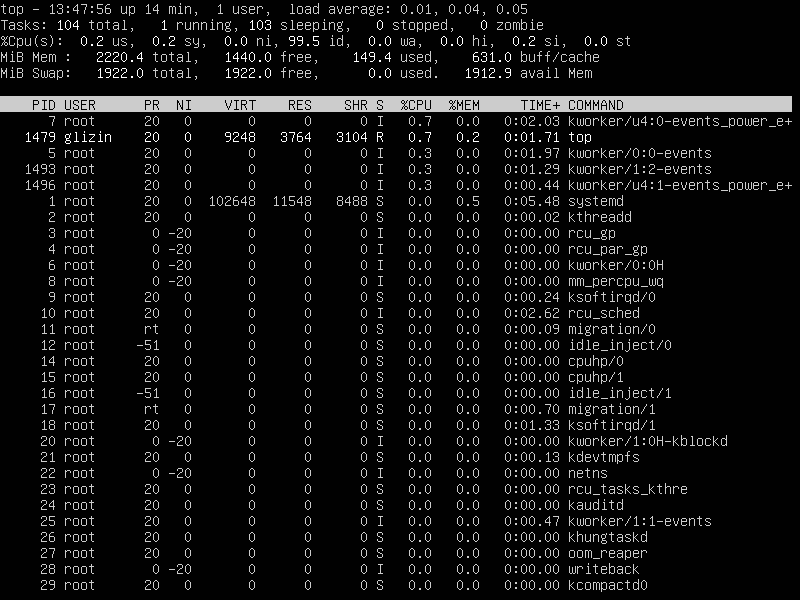 top - 13:47:56 up 14 min,  1 user,  load average: 0.01, 0.04, 0.05
Tasks: 104 total,   1 running, 103 sleeping,   0 stopped,   0 zombie
%Cpu(s):  0.2 us,  0.2 sy,  0.0 ni, 99.5 id,  0.0 wa,  0.0 hi,  0.2 si,  0.0 st
MiB Mem :   2220.4 total,   1440.0 free,    149.4 used,    631.0 buff/cache
MiB Swap:   1922.0 total,   1922.0 free,      0.0 used.   1912.9 avail Mem
PID USER      PR  NI    VIRT    RES    SHR S  %CPU  %MEM     TIME+ COMMAND
7 root      20   0       0      0      0 I   0.7   0.0   0:02.03 kworker/u4:0-events_power_e+
1479 glizin    20   0    9248   3764   3104 R   0.7   0.2   0:01.71 top
5 root      20   0       0      0      0 I   0.3   0.0   0:01.97 kworker/0:0-events
1493 root      20   0       0      0      0 I   0.3   0.0   0:01.29 kworker/1:2-events
1496 root      20   0       0      0      0 I   0.3   0.0   0:00.44 kworker/u4:1-events_power_e+
1 root      20   0  102648  11548   8488 S   0.0   0.5   0:05.48 systemd
2 root      20   0       0      0      0 S   0.0   0.0   0:00.02 kthreadd
3 root       0 -20       0      0      0 I   0.0   0.0   0:00.00 rcu_gp
4 root       0 -20       0      0      0 I   0.0   0.0   0:00.00 rcu_par_gp
6 root       0 -20       0      0      0 I   0.0   0.0   0:00.00 kworker/0:0H
8 root       0 -20       0      0      0 I   0.0   0.0   0:00.00 mm_percpu_wq
9 root      20   0       0      0      0 S   0.0   0.0   0:00.24 ksoftirqd/0
10 root      20   0       0      0      0 I   0.0   0.0   0:02.62 rcu_sched
11 root      rt   0       0      0      0 S   0.0   0.0   0:00.09 migration/0
12 root     -51   0       0      0      0 S   0.0   0.0   0:00.00 idle_inject/0
14 root      20   0       0      0      0 S   0.0   0.0   0:00.00 cpuhp/0
15 root      20   0       0      0      0 S   0.0   0.0   0:00.00 cpuhp/1
16 root     -51   0       0      0      0 S   0.0   0.0   0:00.00 idle_inject/1
17 root      rt   0       0      0      0 S   0.0   0.0   0:00.70 migration/1
18 root      20   0       0      0      0 S   0.0   0.0   0:01.33 ksoftirqd/1
20 root       0 -20       0      0      0 I   0.0   0.0   0:00.00 kworker/1:0H-kblockd
21 root      20   0       0      0      0 S   0.0   0.0   0:00.13 kdevtmpfs
22 root       0 -20       0      0      0 I   0.0   0.0   0:00.00 netns
23 root      20   0       0      0      0 S   0.0   0.0   0:00.00 rcu_tasks_kthre
24 root      20   0       0      0      0 S   0.0   0.0   0:00.00 kauditd
25 root      20   0       0      0      0 I   0.0   0.0   0:00.47 kworker/1:1-events
26 root      20   0       0      0      0 S   0.0   0.0   0:00.00 khungtaskd
27 root      20   0       0      0      0 S   0.0   0.0   0:00.00 oom_reaper
28 root       0 -20       0      0      0 I   0.0   0.0   0:00.00 writeback
29 root      20   0       0      0      0 S   0.0   0.0   0:00.00 kcompactd0